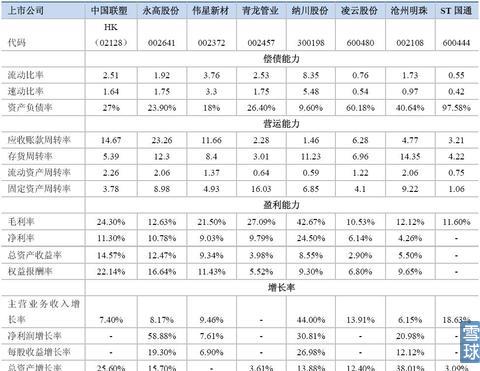 上市公司 中国联塑 永高股份 伟星新材 青龙管业 纳川股份 凌云股份 沧州明珠 ST 国通
代码 HK (02128) 002641 002372 002457 300198 600480 002108 600444
偿债能力
流动比率 2.51 1.92 3.76 2.53 8.35 0.76 1.73 0.55
速动比率 1.64 1.75 3.3 1.75 5.48 0.54 0.97 0.42
资产负债率 27% 23.90% 18% 26.40% 9.60% 60.18% 40.64% 97.58%
营运能力
应收账款周转率 14.67 23.26 11.66 2.28 1.46 6.28 4.77 3.21
存货周转率 5.39 12.3 8.4 3.01 11.23 6.96 14.35 4.22
流动资产周转率 2.26 2.06 1.37 0.64 0.59 1.22 2.06 0.75
固定资产周转率 3.78 8.98 4.93 16.03 6.85 4.1 9.22 1.06
盈利能力
毛利率 24.30% 12.63% 21.50% 27.09% 42.67% 10.53% 12.12% 11.60%
净利率 11.30% 10.78% 9.03% 9.79% 24.50% 6.14% 4.26% -
总资产收益率 14.57% 12.47% 9.34% 3.98% 8.55% 2.90% 5.50% -
权益报酬率 22.14% 16.64% 11.43% 5.52% 9.30% 6.80% 9.65% -
增长率
主营业务收入增
长率 7.40% 8.17% 9.46% - 44.00% 13.91% 6.15% 18.63%
净利润增长率 - 58.88% 7.61% - 30.81% - 20.98% -
每股收益增长率 - 19.30% 6.90% - 26.98% - 12.12%
总资产增长率 25.60% 15.70% - 3.61% 13.88% 12.40% 38.01% 3.09%
雪球